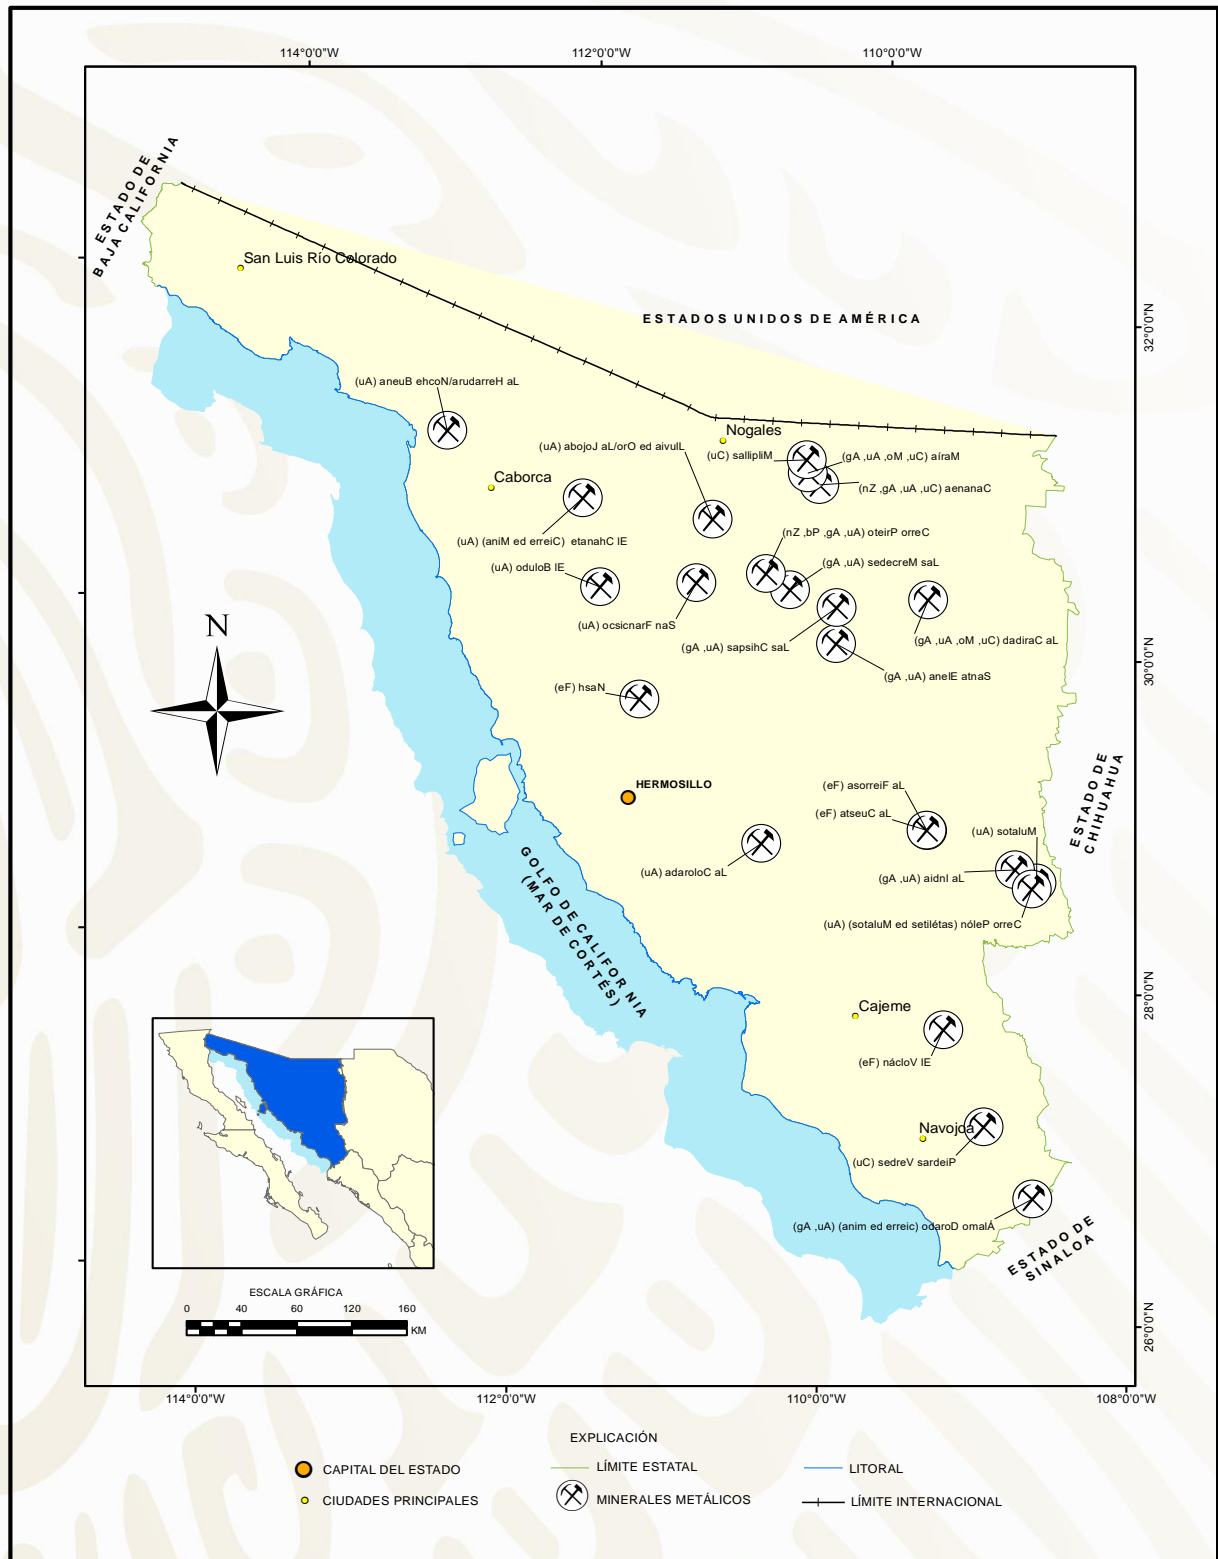 114°0'0"W
112°0'0"W
110°0'0"W
ESTADO DE
BAJA CALIFORNIA
San Luis Río Colorado
ESTADOS UNIDOS DE AMÉRICA
32°0'0"N
(uA) aneuB ehcoN/arudarreH aL
Nogales
(uA) abojoJ aL/orO ed aivulL
(uC) sallipliM
(gA ,uA ,oM ,uC) aíraM
Caborca
(nZ ,gA ,uA ,uC) aenanaC
(uA) (aniM ed erreiC)  etanahC lE
(nZ ,bP ,gA ,uA) oteirP orreC
(uA) oduloB lE
(gA ,uA) sedecreM saL
(uA) ocsicnarF naS
(gA ,uA) sapsihC saL
(gA ,uA ,oM ,uC) dadiraC aL
N
30°0'0"N
(gA ,uA) anelE atnaS
(eF) hsaN
HERMOSILLO
(eF) asorreiF aL
(eF) atseuC aL
ESTADO DE
CHIHUAHUA
(uA) sotaluM
(uA) adaroloC aL
(gA ,uA) aidnI aL
(uA) (sotaluM ed setilétas) nóleP orreC
GOLFO DE CALIFORNIA
(MAR DE CORTÉS)
28°0'0"N
Cajeme
(eF) nácloV lE
Navojoa
(uC) sedreV sardeiP
(gA ,uA) (anim ed erreic) odaroD omalÁ
ESTADO DE
SINALOA
ESCALA GRÁFICA
0 40 60 120 160
KM
26°0'0"N
114°0'0"W
112°0'0"W
110°0'0"W
108°0'0"W
EXPLICACIÓN
CAPITAL DEL ESTADO
LÍMITE ESTATAL
LITORAL
CIUDADES PRINCIPALES
MINERALES METÁLICOS
LÍMITE INTERNACIONAL